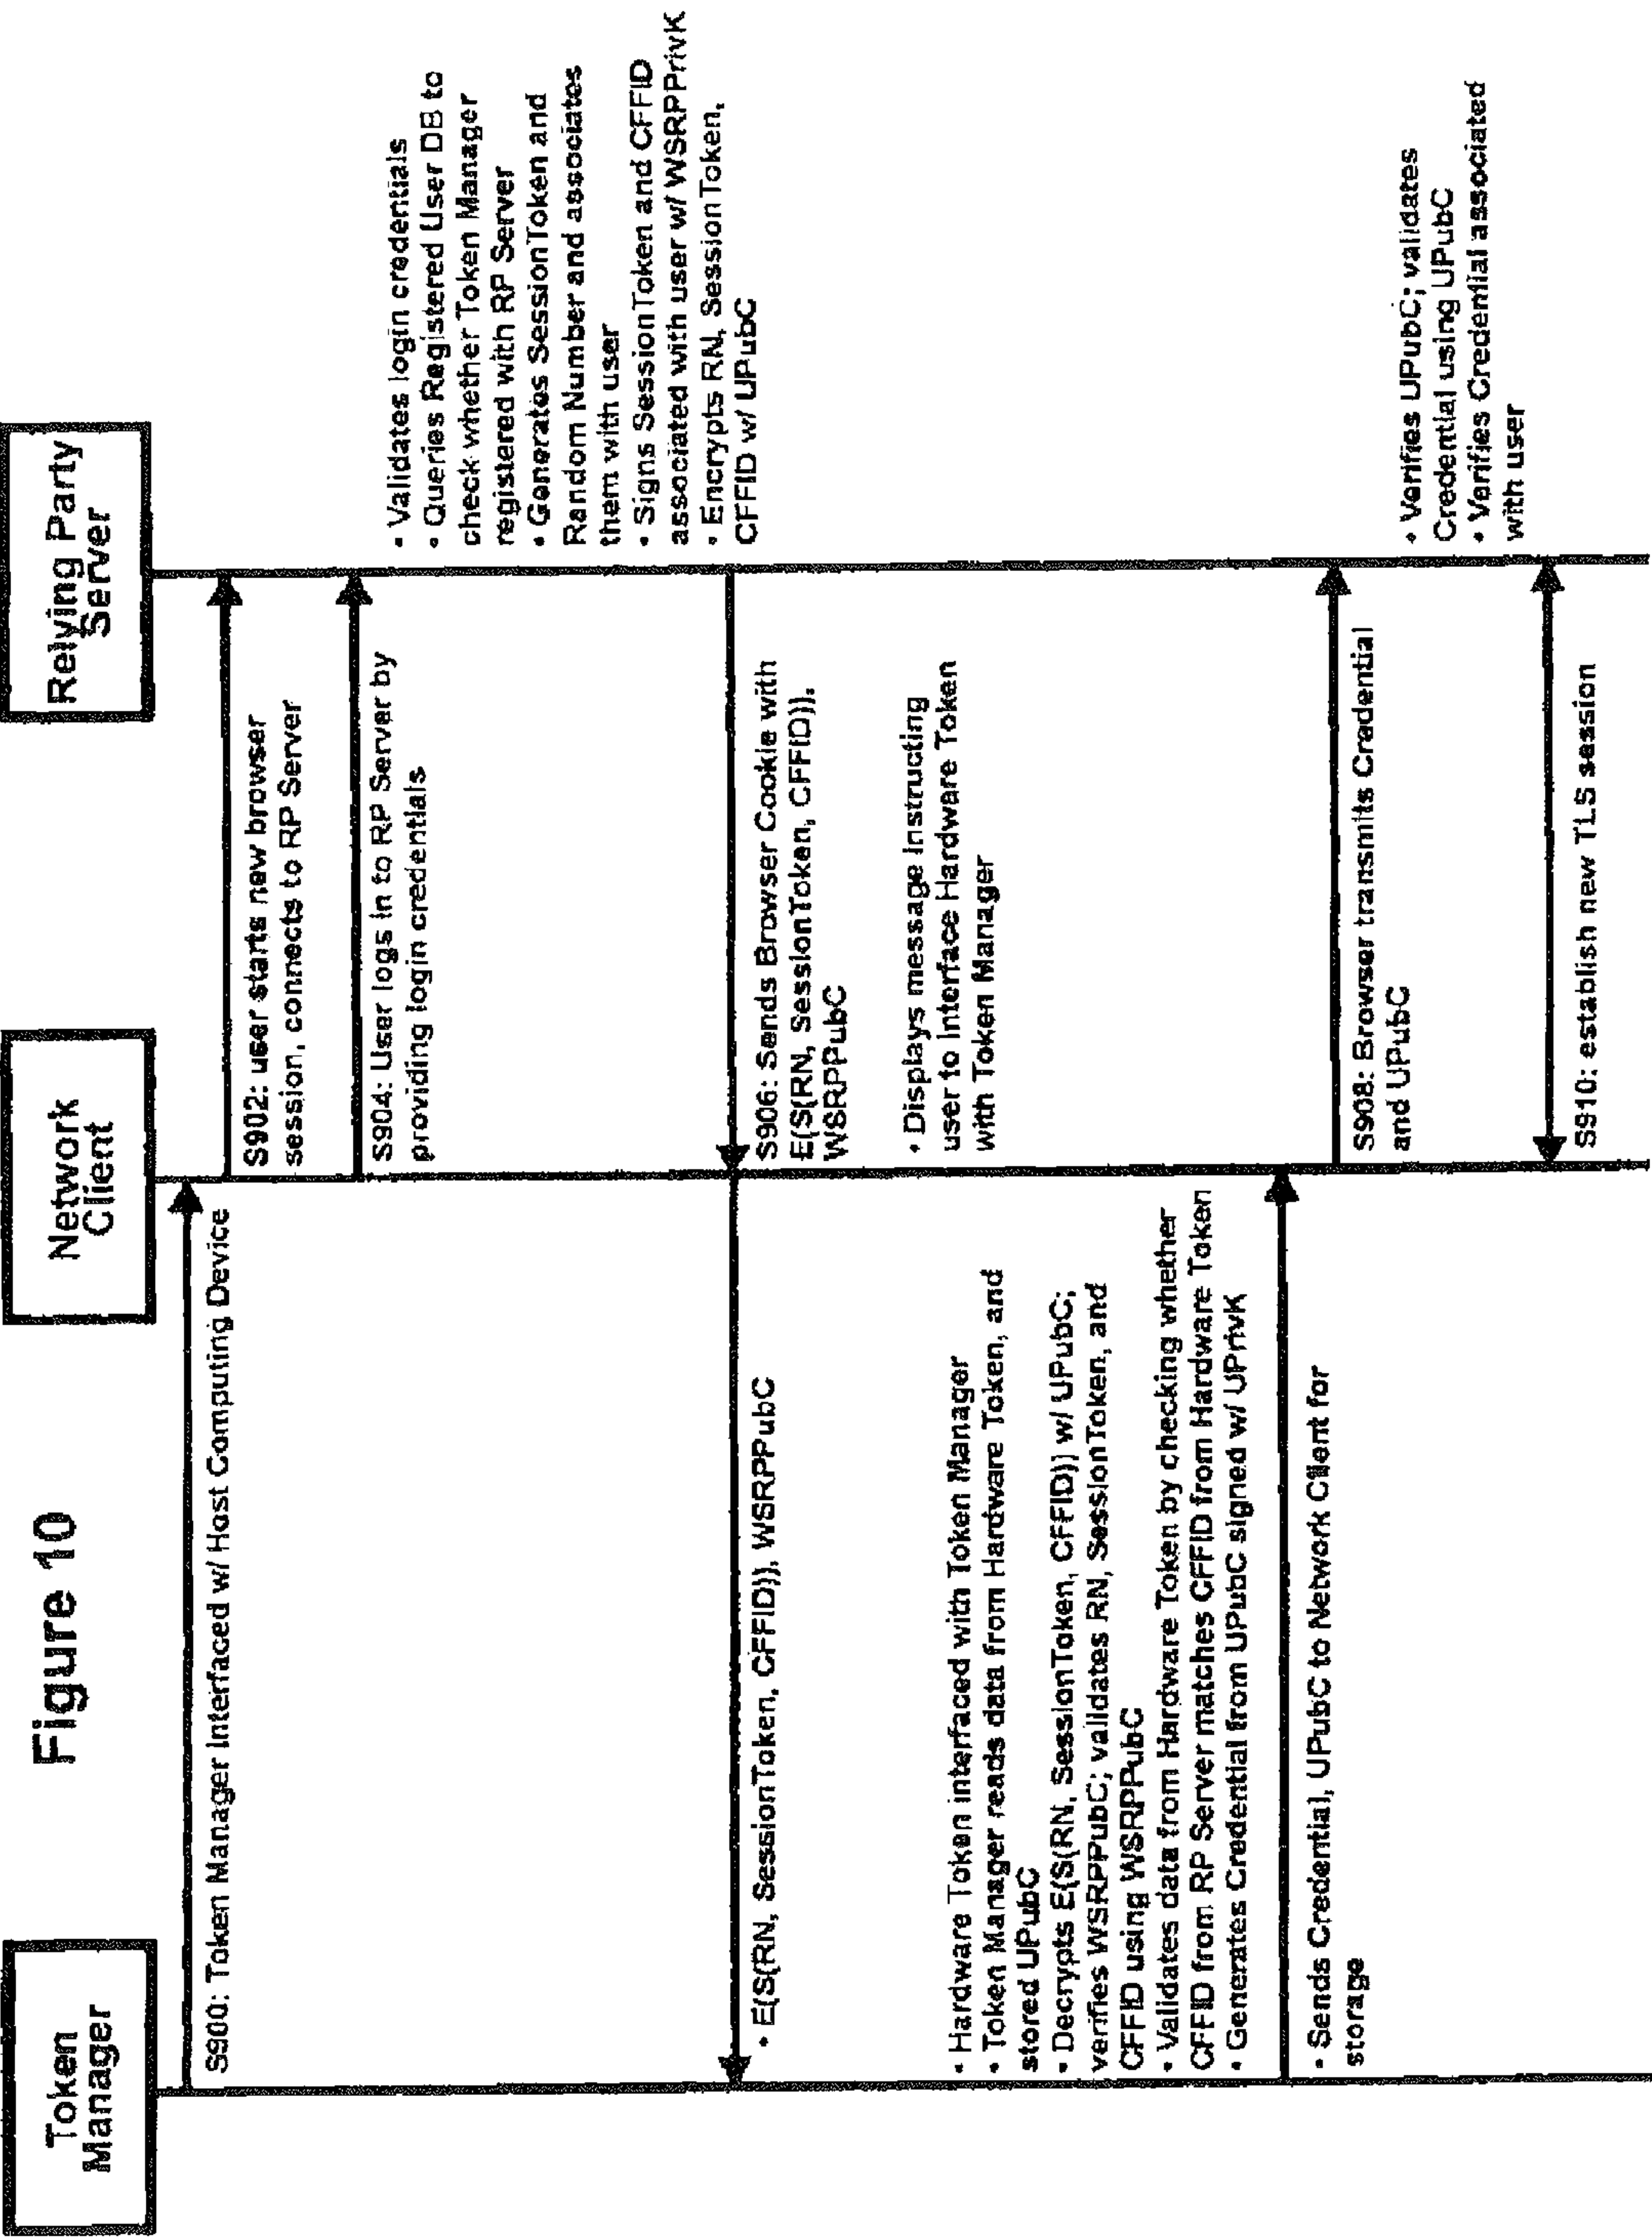 Figure 10
Token
Manager
Network
Client
Relying Party
Server
S900: Token Manager Interfaced w/ Host Computing Device
S902: user starts new browser
session, connects to RP Server
S904: User logs in to RP Server by
providing login credentials
• Validates login credentials
• Queries Registered User DB to
check whether Token Manager
registered with RP Server
• Generates SessionToken and
Random Number and associates
them with user
• Signs SessionToken and CFFID
associated with user w/ WSRPPrivK
• Encrypts RN, SessionToken,
CFFID w/ UPubC
S906: Sends Browser Cookie with
E(S(RN, SessionToken, CFFID)),
WSRPPubC
• E(S(RN, SessionToken, CFFID)), WSRPPubC
• Displays message instructing
user to Interface Hardware Token
with Token Manager
• Hardware Token interfaced with Token Manager
• Token Manager reads data from Hardware Token, and
stored UPubC
• Decrypts E(S(RN, SessionToken, CFFID)) w/ UPubC;
verifies WSRPPubC; validates RN, SessionToken, and
CFFID using WSRPPubC
• Validates data from Hardware Token by checking whether
CFFID from RP Server matches CFFID from Hardware Token
• Generates Credential from UPubC signed w/ UPrivK
• Sends Credential, UPubC to Network Client for
storage
S908: Browser transmits Credential
and UPubC
• Verifies UPubC; validates
Credential using UPubC
• Verifies Credential associated
with user
S910: establish new TLS session